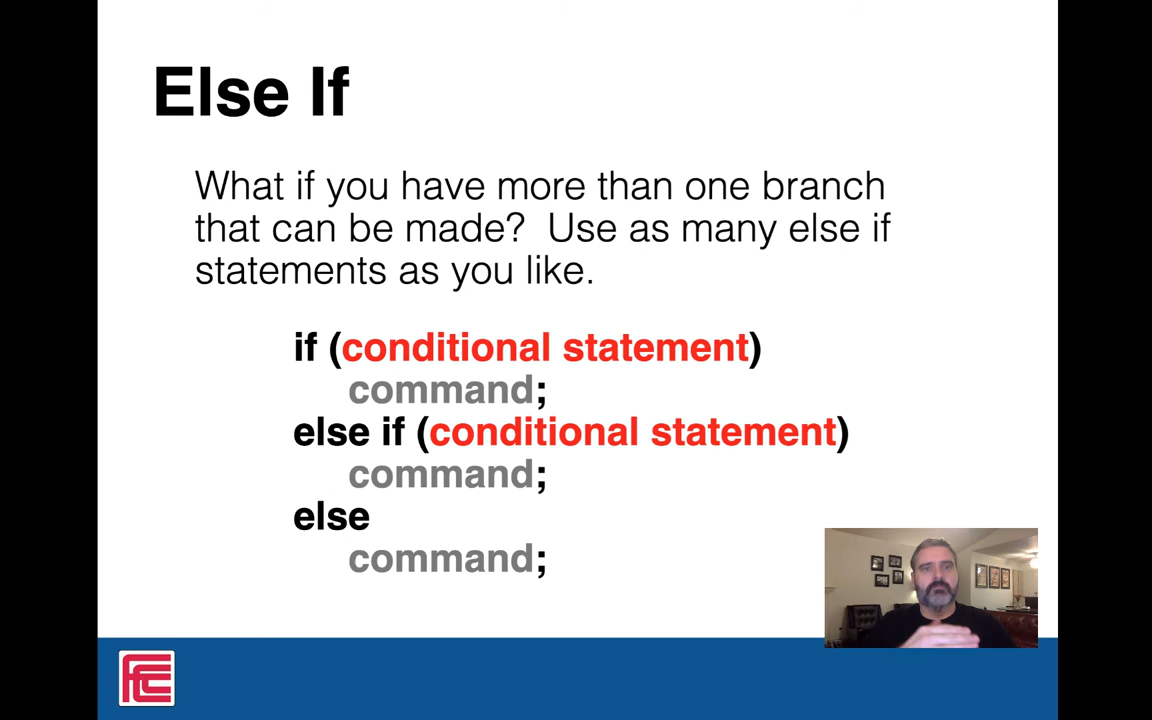 Else If
What if you have more than one branch
that can be made?  Use as many else if
statements as you like.
if (conditional statement)
command;
else if (conditional statement)
command;
else
command;
FCC